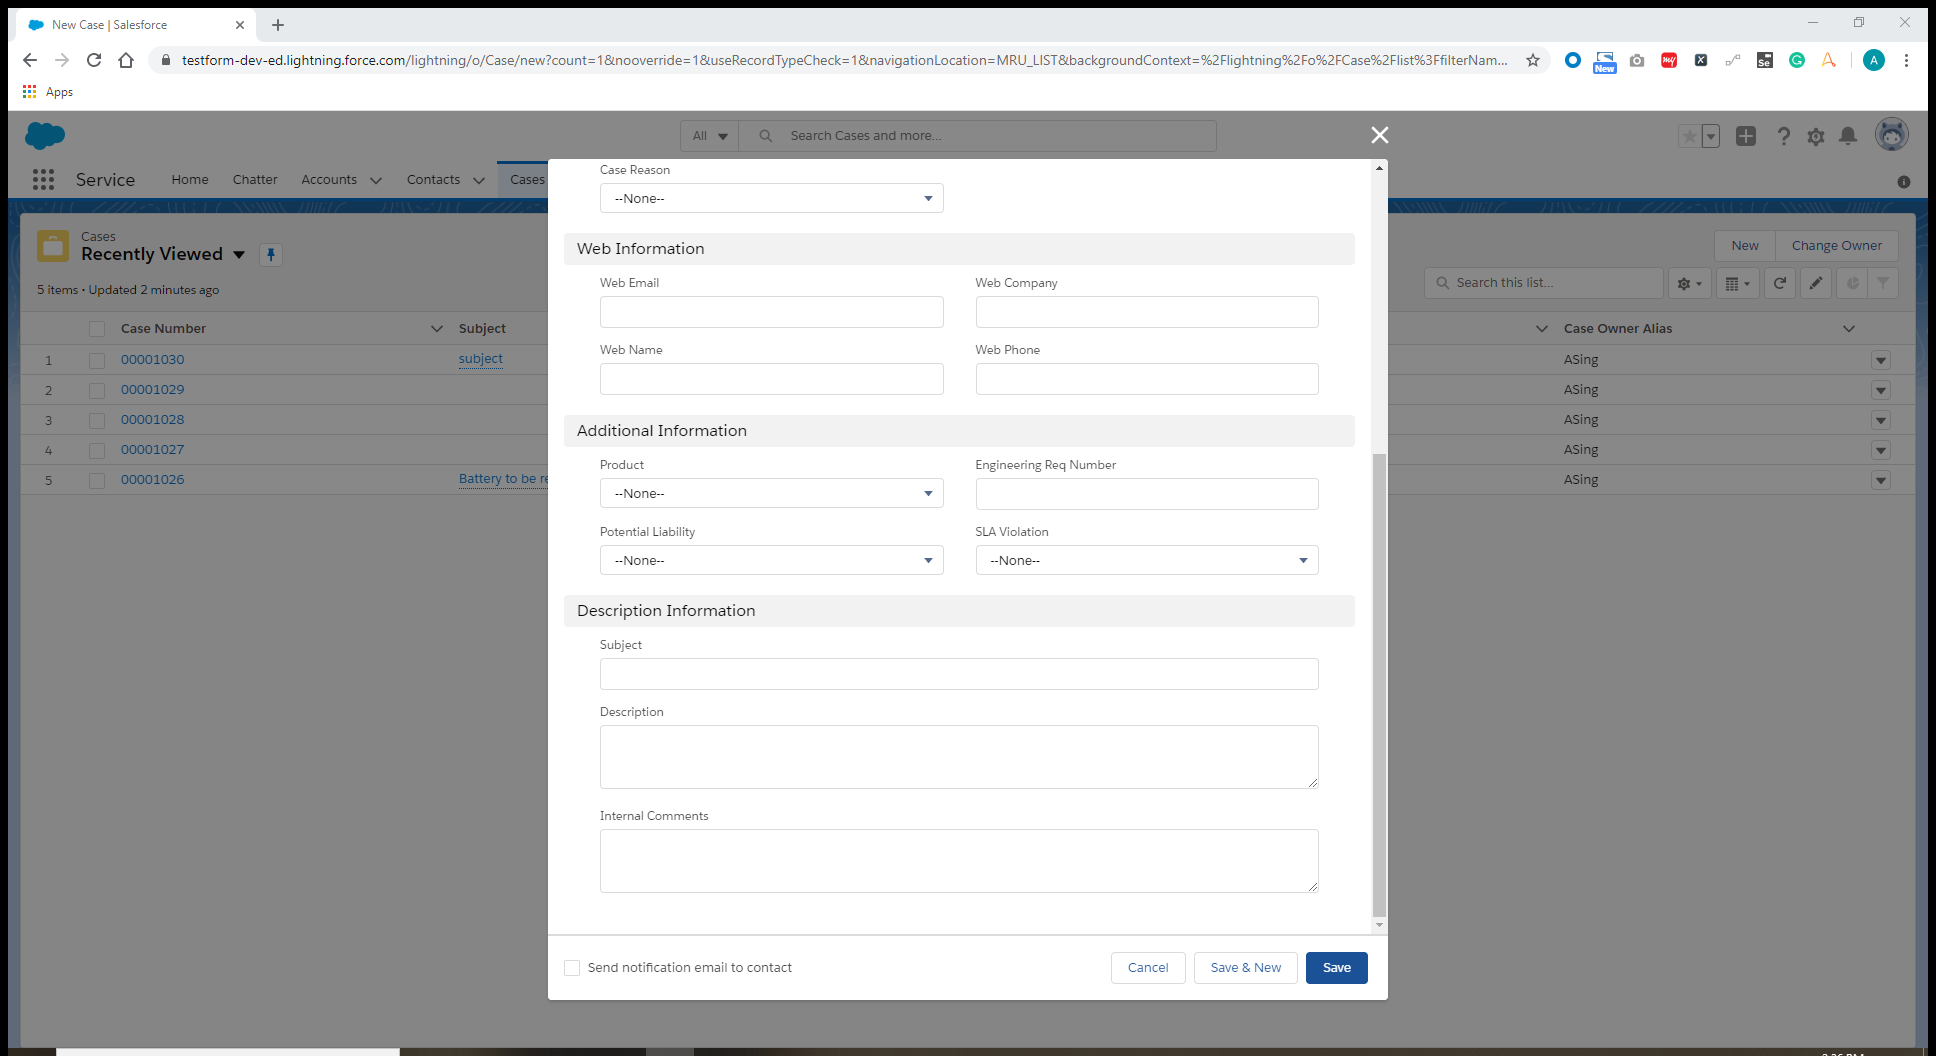 New Case | Salesforce
testform-dev-ed.lightning.force.com/lightning/o/Case/new?count=1&nooverride=1&useRecordTypeCheck=1&navigationLocation=MRU_LIST&backgroundContext=%2Flightning%2Fo%2FCase%2Flist%3FfilterNam...
New
my
X
Se
G
A
Apps
All
Search Cases and more...
Service
Home
Chatter
Accounts
Contacts
Cases
Cases
Recently Viewed
5 items • Updated 2 minutes ago
New
Change Owner
Search this list...
Case Number
Subject
Case Owner Alias
1 00001030 subject ASing
2 00001029 ASing
3 00001028 ASing
4 00001027 ASing
5 00001026 Battery to be re ASing
Case Reason
--None--
Web Information
Web Email
Web Company
Web Name
Web Phone
Additional Information
Product
--None--
Engineering Req Number
Potential Liability
--None--
SLA Violation
--None--
Description Information
Subject
Description
Internal Comments
Send notification email to contact
Cancel
Save & New
Save